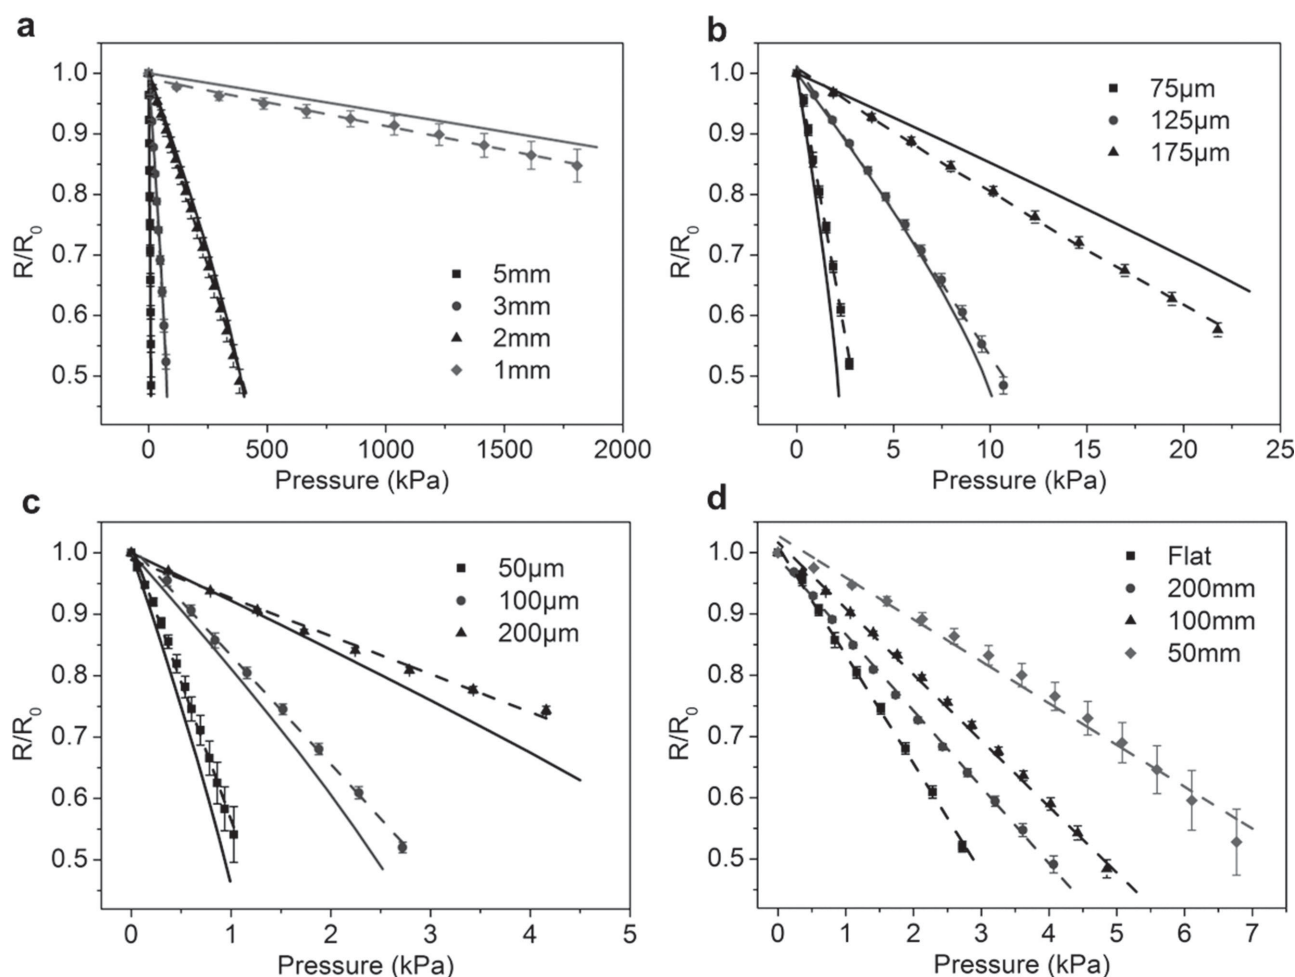 a
1.0
0.9
0.8
0.7
0.6
0.5
R/R₀
5mm
3mm
2mm
1mm
0
500
1000
1500
2000
Pressure (kPa)
b
1.0
0.9
0.8
0.7
0.6
0.5
R/R₀
75µm
125µm
175µm
0
5
10
15
20
25
Pressure (kPa)
c
1.0
0.9
0.8
0.7
0.6
0.5
R/R₀
50µm
100µm
200µm
0
1
2
3
4
5
Pressure (kPa)
d
1.0
0.9
0.8
0.7
0.6
0.5
R/R₀
Flat
200mm
100mm
50mm
0
1
2
3
4
5
6
7
Pressure (kPa)